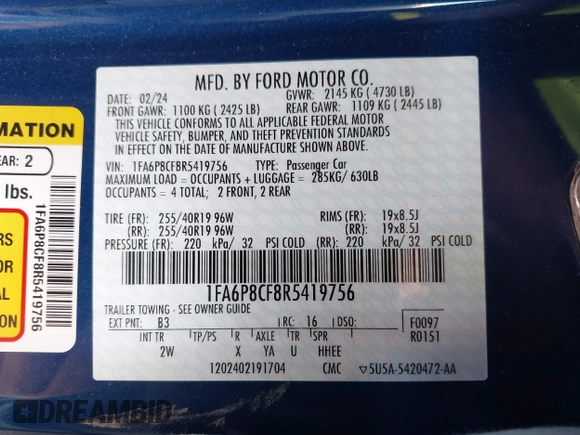 MFD. BY FORD MOTOR CO.
DATE: 02/24 GVWR: 2145 KG ( 4730 LB)
FRONT GAWR: 1100 KG ( 2425 LB) REAR GAWR: 1109 KG ( 2445 LB)
THIS VEHICLE CONFORMS TO ALL APPLICABLE FEDERAL MOTOR
VEHICLE SAFETY, BUMPER, AND THEFT PREVENTION STANDARDS
IN EFFECT ON THE DATE OF MANUFACTURE SHOWN ABOVE.
VIN: 1FA6P8CF8R5419756 TYPE: Passenger Car
MAXIMUM LOAD = OCCUPANTS + LUGGAGE = 285KG/ 630LB
OCCUPANTS = 4 TOTAL; 2 FRONT, 2 REAR
TIRE (FR): 255/40R19 96W RIMS (FR): 19x8.5J
(RR): 255/40R19 96W (RR): 19x8.5J
PRESSURE (FR): 220 kPa/ 32 PSI COLD (RR): 220 kPa/ 32 PSI COLD
1FA6P8CF8R5419756
TRAILER TOWING - SEE OWNER GUIDE
EXT PNT: B3 RC: 16 DSO: F0097
INT TR TP/PS R AXLE TR SPR R0151
2W X YA U HHEE
1202402191704 CMC ▽5U5A-5420472-AA
MATION
EAR: 2
lbs.
RS
OR
AL
ION
1FA6P8CF8R5419756
DREAMBID